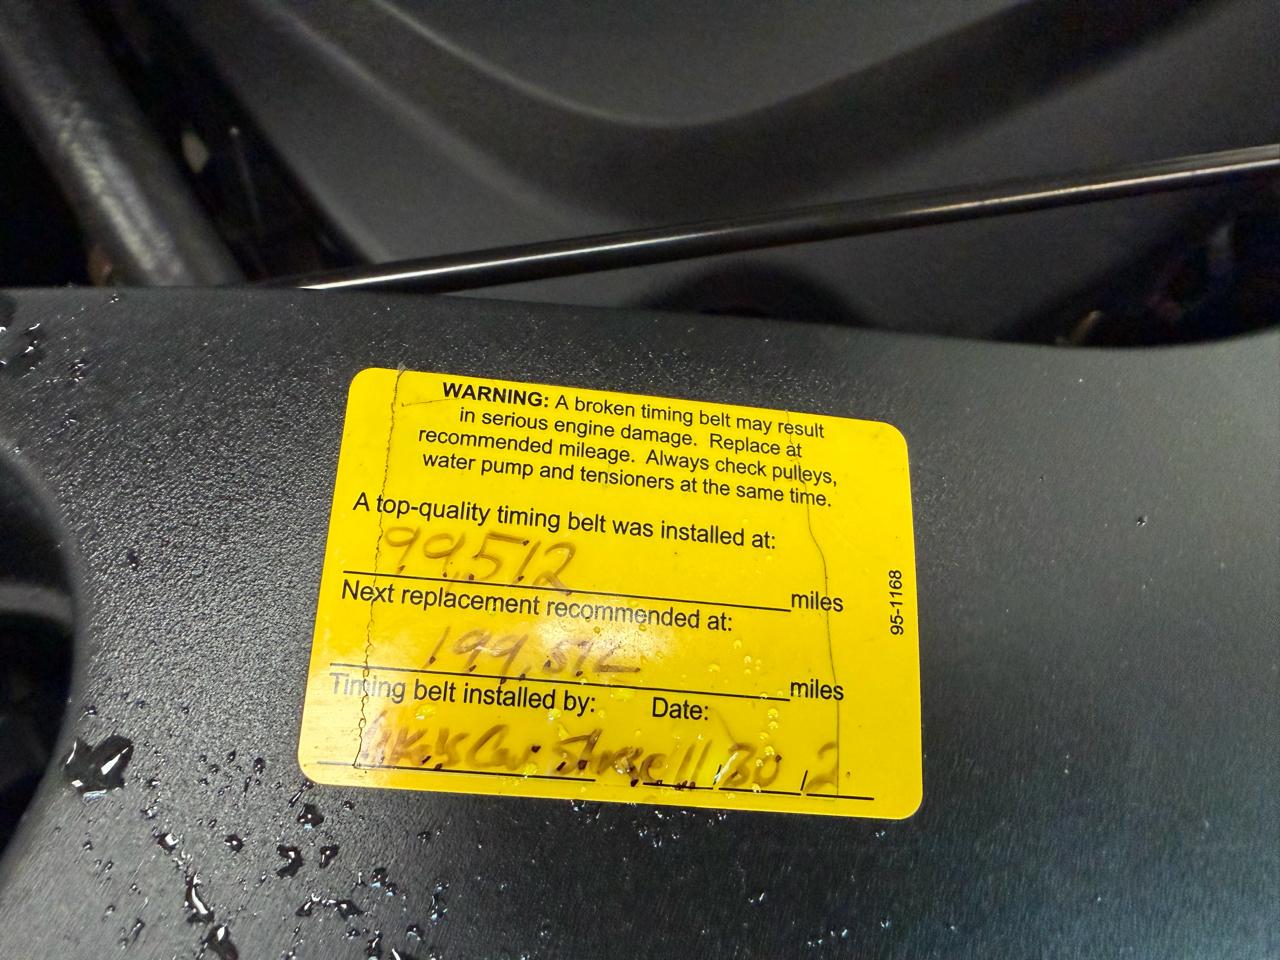 WARNING: A broken timing belt may result
in serious engine damage. Replace at
recommended mileage. Always check pulleys,
water pump and tensioners at the same time.
A top-quality timing belt was installed at:
99,512
miles
Next replacement recommended at:
199,512
miles
Timing belt installed by: Date:
11/30/2
95-1168